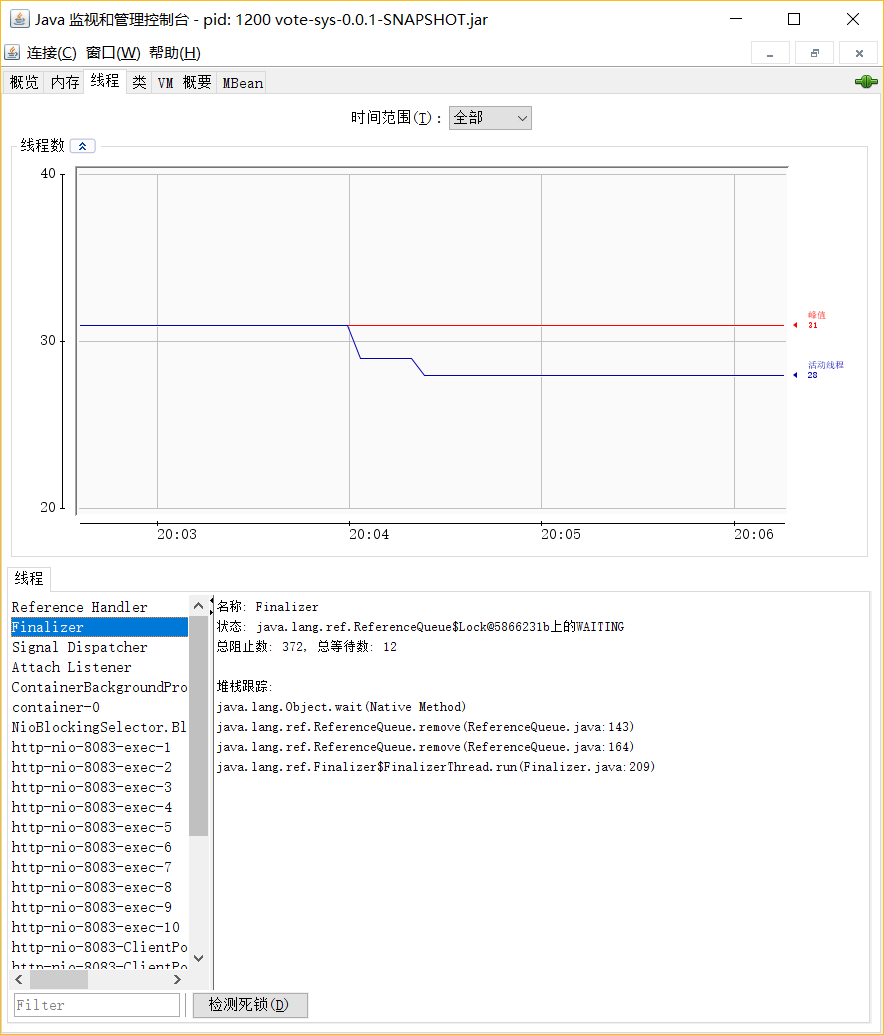 Java 监视和管理控制台 - pid: 1200 vote-sys-0.0.1-SNAPSHOT.jar
连接(C) 窗口(W) 帮助(H)
概览 内存 线程 类 VM 概要 MBean
时间范围(I): 全部
线程数
40
30
20
峰值
31
活动线程
28
20:03 20:04 20:05 20:06
线程
Reference Handler
Finalizer
Signal Dispatcher
Attach Listener
ContainerBackgroundPro
container-0
NioBlockingSelector.Bl
http-nio-8083-exec-1
http-nio-8083-exec-2
http-nio-8083-exec-3
http-nio-8083-exec-4
http-nio-8083-exec-5
http-nio-8083-exec-6
http-nio-8083-exec-7
http-nio-8083-exec-8
http-nio-8083-exec-9
http-nio-8083-exec-10
http-nio-8083-ClientPo
http-nio-8083-ClientPo
名称: Finalizer
状态: java.lang.ref.ReferenceQueue$Lock@5866231b上的WAITING
总阻止数: 372, 总等待数: 12
堆栈跟踪:
java.lang.Object.wait(Native Method)
java.lang.ref.ReferenceQueue.remove(ReferenceQueue.java:143)
java.lang.ref.ReferenceQueue.remove(ReferenceQueue.java:164)
java.lang.ref.Finalizer$FinalizerThread.run(Finalizer.java:209)
Filter
检测死锁(D)